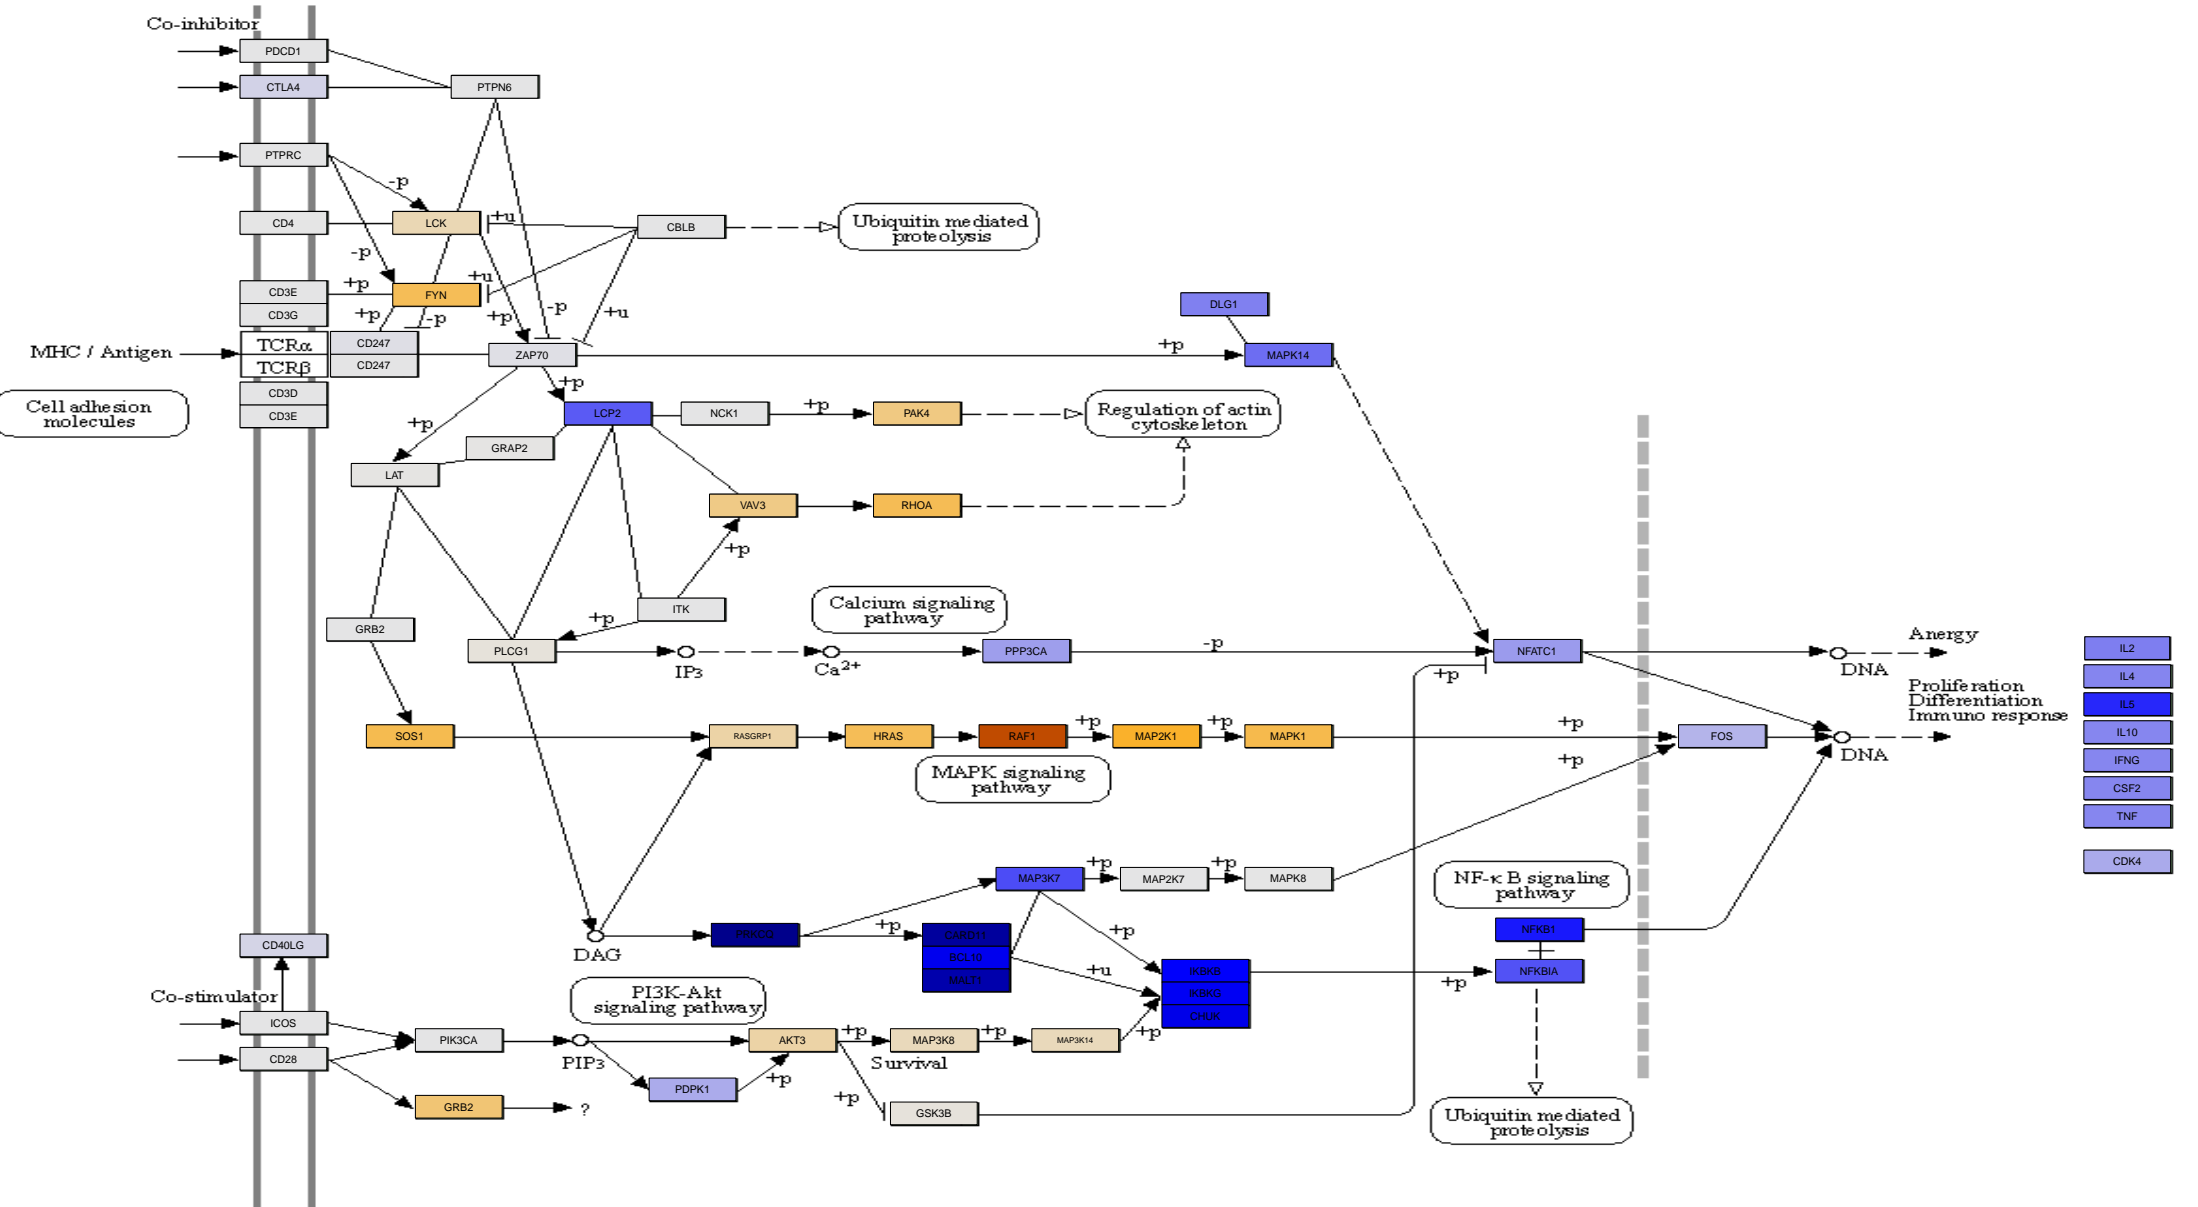 Co-inhibitor
PDCD1
CTLA4
PTPN6
PTPRC
-p
CD4
LCK
+u
CBLB
Ubiquitin mediated
proteolysis
-p
+p
+u
CD3E
FYN
CD3G
+p
-p
+p
-p
+u
DLG1
MHC / Antigen
TCRα
TCRβ
CD247
CD247
ZAP70
+p
MAPK14
+p
CD3D
CD3E
Cell adhesion
molecules
LCP2
NCK1
+p
PAK4
Regulation of actin
cytoskeleton
+p
GRAP2
LAT
VAV3
RHOA
+p
ITK
Calcium signaling
pathway
GRB2
+p
PLCG1
IP3
Ca2+
PPP3CA
-p
NFATC1
+p
DNA
Anergy
Proliferation
Differentiation
Immuno response
IL2
IL4
IL5
IL10
IFNG
CSF2
TNF
CDK4
SOS1
RASGRP1
HRAS
RAF1
+p
MAP2K1
+p
MAPK1
+p
FOS
DNA
MAPK signaling
pathway
+p
MAP3K7
+p
MAP2K7
+p
MAPK8
NF-κ B signaling
pathway
CD40LG
DAG
PRKCQ
+p
CARD11
BCL10
MALT1
+p
+u
IKBKB
IKBKG
CHUK
+p
NFKB1
NFKBIA
+p
Co-stimulator
PI3K-Akt
signaling pathway
ICOS
CD28
PIK3CA
PIP3
AKT3
+p
MAP3K8
+p
MAP3K14
Survival
PDPK1
+p
+p
GRB2
?
GSK3B
Ubiquitin mediated
proteolysis